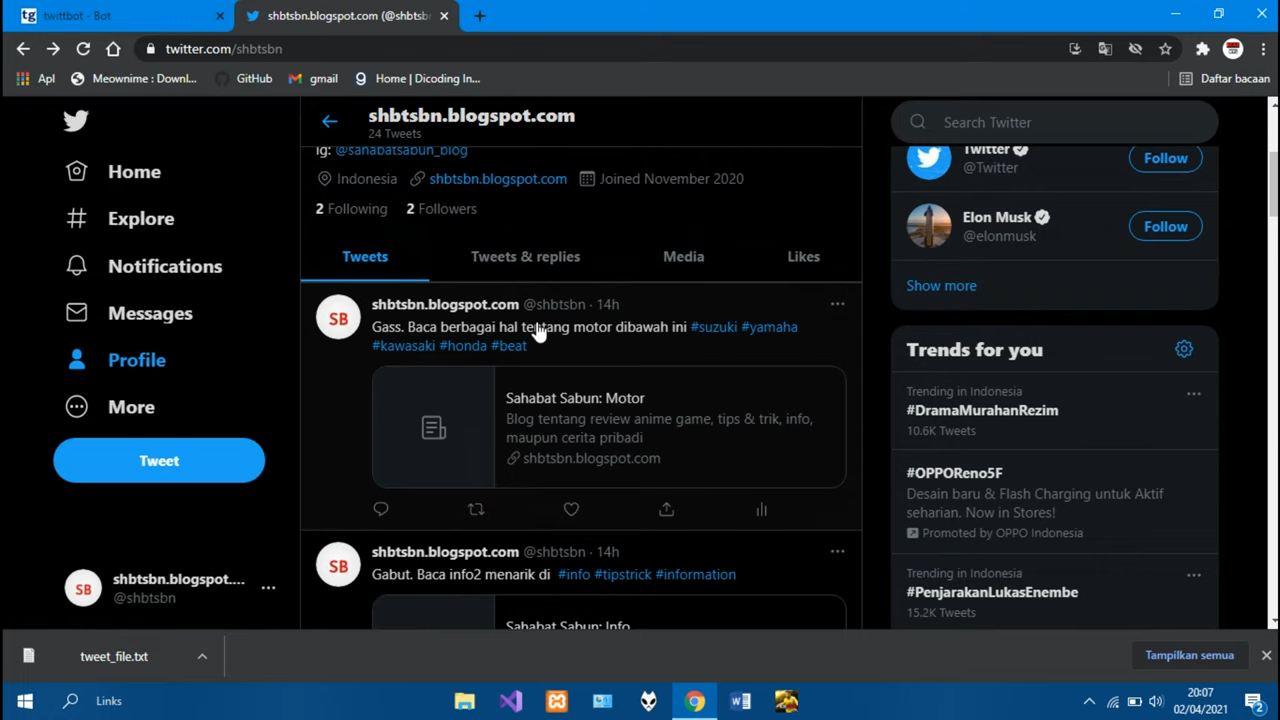 tg twittbot - Bot
shbtsbn.blogspot.com (@shbtsb
twitter.com/shbtsbn
Apl
Meownime : Downl...
GitHub
gmail
Home | Dicoding In...
Daftar bacaan
shbtsbn.blogspot.com
24 Tweets
ig: @sahabatsabun_blog
Indonesia shbtsbn.blogspot.com Joined November 2020
2 Following 2 Followers
Tweets Tweets & replies Media Likes
Home
Explore
Notifications
Messages
Profile
More
Tweet
SB shbtsbn.blogspot.... ...
@shbtsbn
SB shbtsbn.blogspot.com @shbtsbn · 14h
Gass. Baca berbagai hal tentang motor dibawah ini #suzuki #yamaha
#kawasaki #honda #beat
Sahabat Sabun: Motor
Blog tentang review anime game, tips & trik, info,
maupun cerita pribadi
shbtsbn.blogspot.com
SB shbtsbn.blogspot.com @shbtsbn · 14h
Gabut. Baca info2 menarik di #info #tipstrick #information
Sahabat Sabun: Info
Search Twitter
Twitter
@Twitter
Follow
Elon Musk
@elonmusk
Follow
Show more
Trends for you
Trending in Indonesia
#DramaMurahanRezim
10.6K Tweets
#OPPOReno5F
Desain baru & Flash Charging untuk Aktif
seharian. Now in Stores!
Promoted by OPPO Indonesia
Trending in Indonesia
#PenjarakanLukasEnembe
15.2K Tweets
tweet_file.txt
Tampilkan semua
Links
20:07
02/04/2021
2